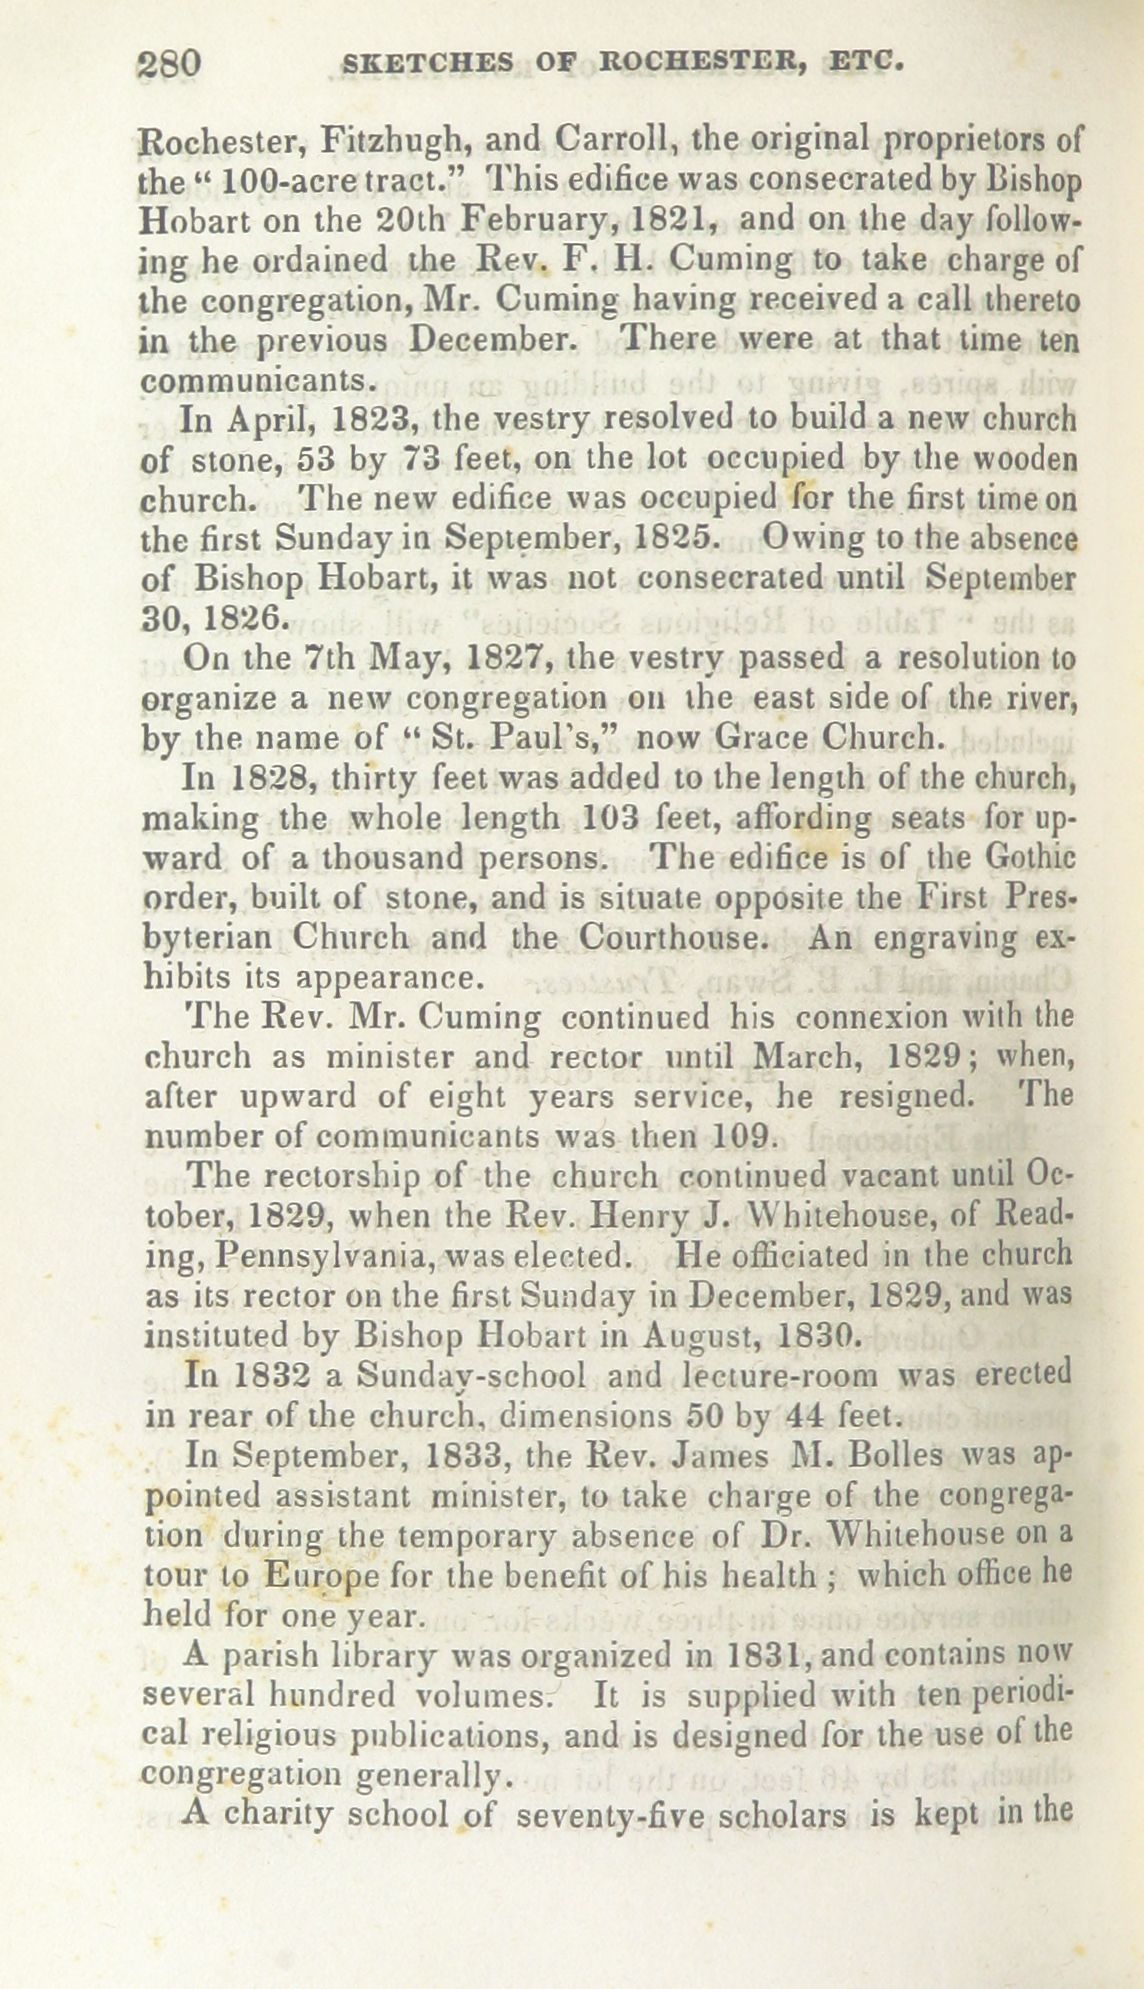 280 SKETCHES OF ROCHESTER, ETC.
Rochester, Fitzhugh, and Carroll, the original proprietors of
the “ 100-acre tract.” This edifice was consecrated by Bishop
Hobart on the 20th February, 1821, and on the day follow-
ing he ordained the Rev. F. H. Cuming to take charge of
the congregation, Mr. Cuming having received a call thereto
in the previous December. There were at that time ten
communicants.
In April, 1823, the vestry resolved to build a new church
of stone, 53 by 73 feet, on the lot occupied by the wooden
church. The new edifice was occupied for the first time on
the first Sunday in September, 1825. Owing to the absence
of Bishop Hobart, it was not consecrated until September
30, 1826.
On the 7th May, 1827, the vestry passed a resolution to
organize a new congregation on the east side of the river,
by the name of “ St. Paul's,” now Grace Church.
In 1828, thirty feet was added to the length of the church,
making the whole length 103 feet, affording seats for up-
ward of a thousand persons. The edifice is of the Gothic
order, built of stone, and is situate opposite the First Pres-
byterian Church and the Courthouse. An engraving ex-
hibits its appearance.
The Rev. Mr. Cuming continued his connexion with the
church as minister and rector until March, 1829; when,
after upward of eight years service, he resigned. The
number of communicants was then 109.
The rectorship of the church continued vacant until Oc-
tober, 1829, when the Rev. Henry J. Whitehouse, of Read-
ing, Pennsylvania, was elected. He officiated in the church
as its rector on the first Sunday in December, 1829, and was
instituted by Bishop Hobart in August, 1830.
In 1832 a Sunday-school and lecture-room was erected
in rear of the church, dimensions 50 by 44 feet.
In September, 1833, the Rev. James M. Bolles was ap-
pointed assistant minister, to take charge of the congrega-
tion during the temporary absence of Dr. Whitehouse on a
tour to Europe for the benefit of his health ; which office he
held for one year.
A parish library was organized in 1831, and contains now
several hundred volumes. It is supplied with ten periodi-
cal religious publications, and is designed for the use of the
congregation generally.
A charity school of seventy-five scholars is kept in the